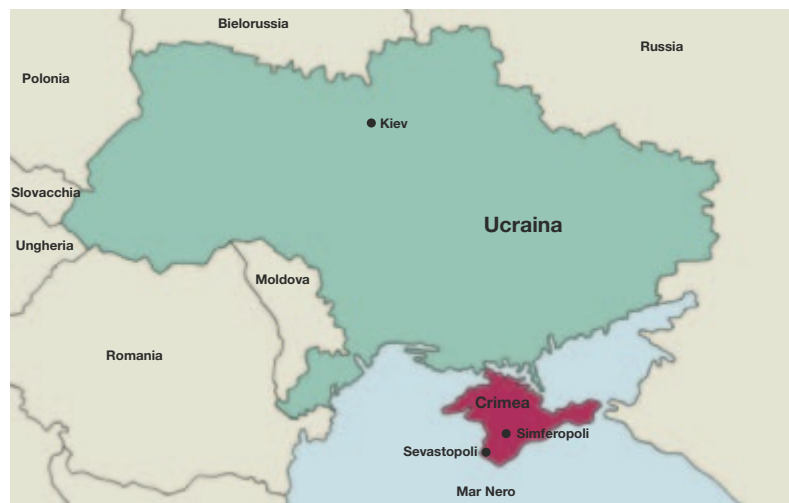 Bielorussia
Russia
Polonia
Kiev
Slovacchia
Ucraina
Ungheria
Moldova
Romania
Crimea
Simferopoli
Sevastopoli
Mar Nero